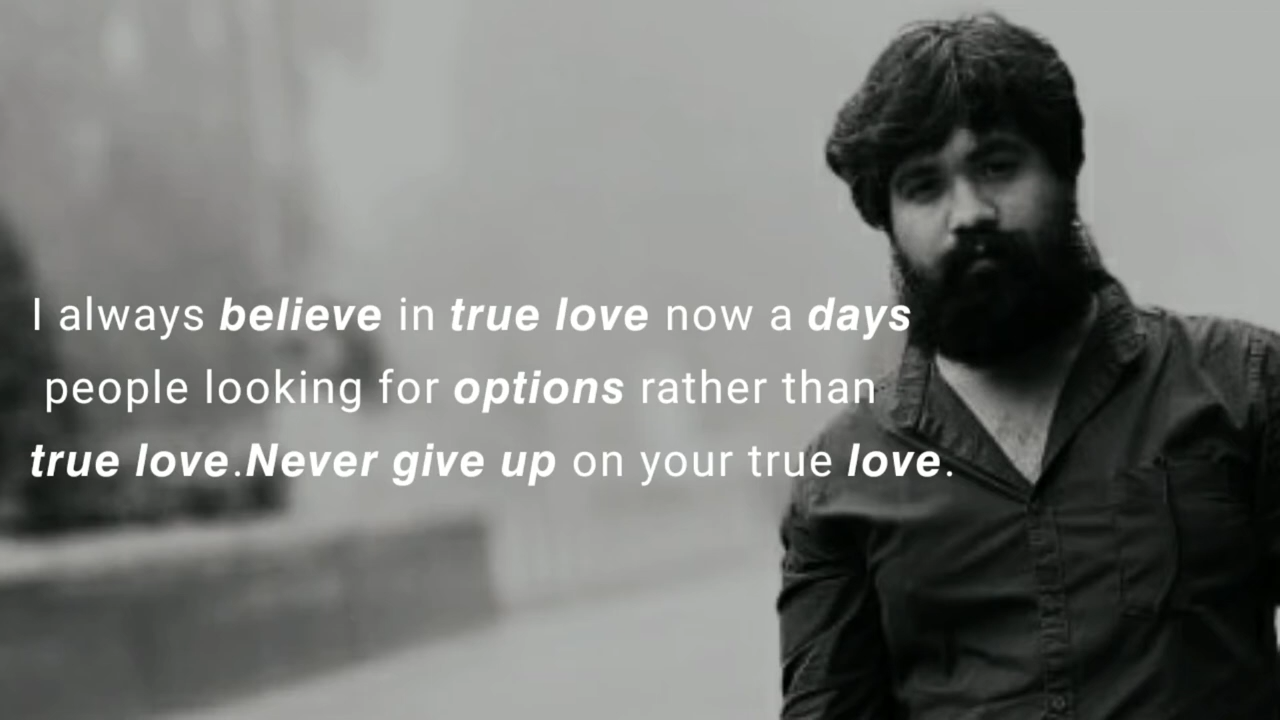 I always believe in true love now a days
people looking for options rather than
true love.Never give up on your true love.